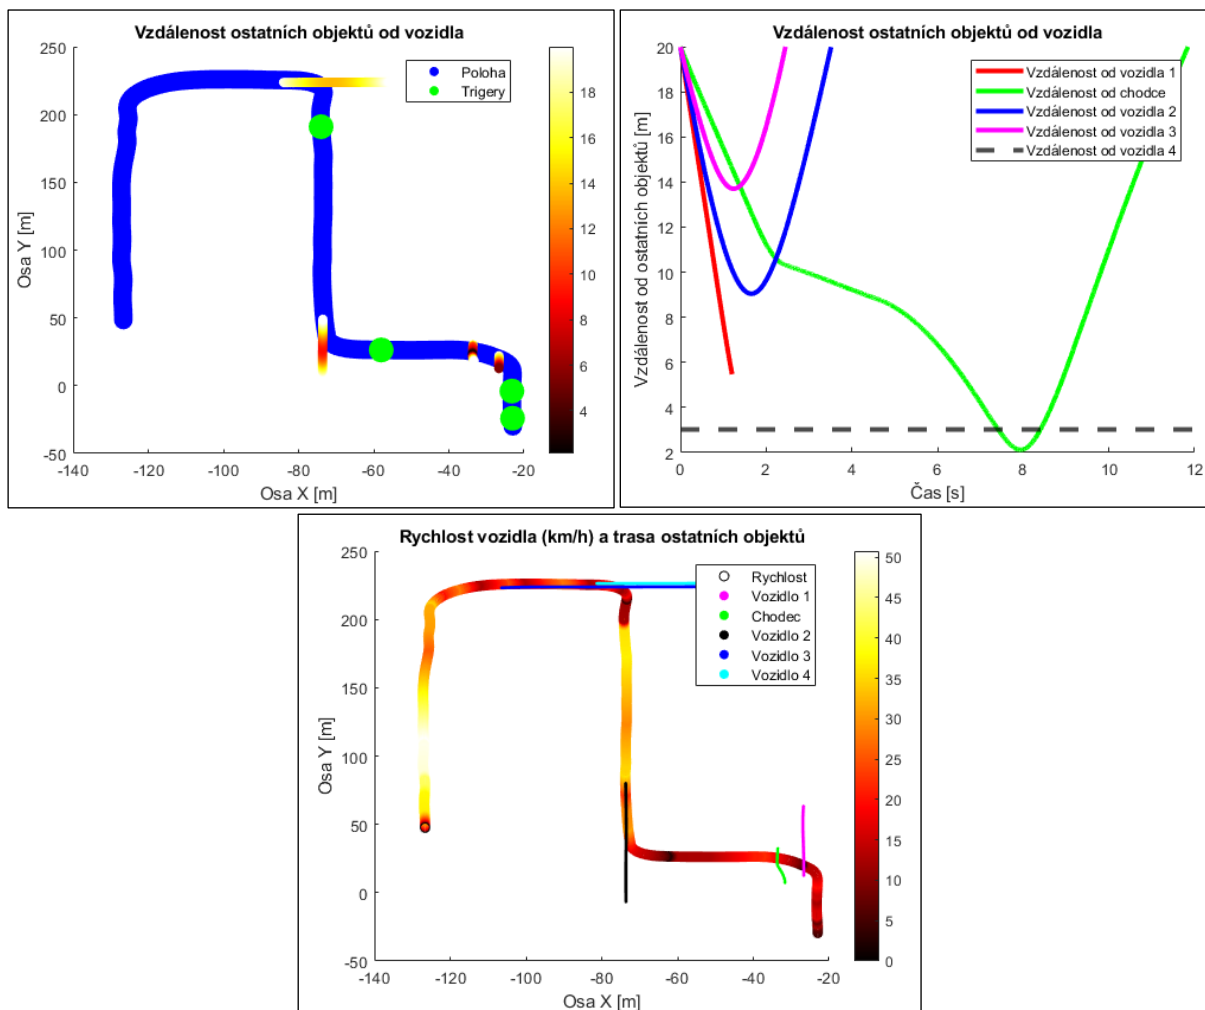 Vzdálenost ostatních objektů od vozidla
250
200
150
100
50
0
-50
-140
-120
-100
-80
-60
-40
-20
Osa X [m]
Osa Y [m]
Poloha
Trigery
18
16
14
12
10
8
6
4
Vzdálenost ostatních objektů od vozidla
20
18
16
14
12
10
8
6
4
2
0
2
4
6
8
10
12
Čas [s]
Vzdálenost od ostatních objektů [m]
Vzdálenost od vozidla 1
Vzdálenost od chodce
Vzdálenost od vozidla 2
Vzdálenost od vozidla 3
Vzdálenost od vozidla 4
Rychlost vozidla (km/h) a trasa ostatních objektů
250
200
150
100
50
0
-50
-140
-120
-100
-80
-60
-40
-20
Osa X [m]
Osa Y [m]
Rychlost
Vozidlo 1
Chodec
Vozidlo 2
Vozidlo 3
Vozidlo 4
50
45
40
35
30
25
20
15
10
5
0